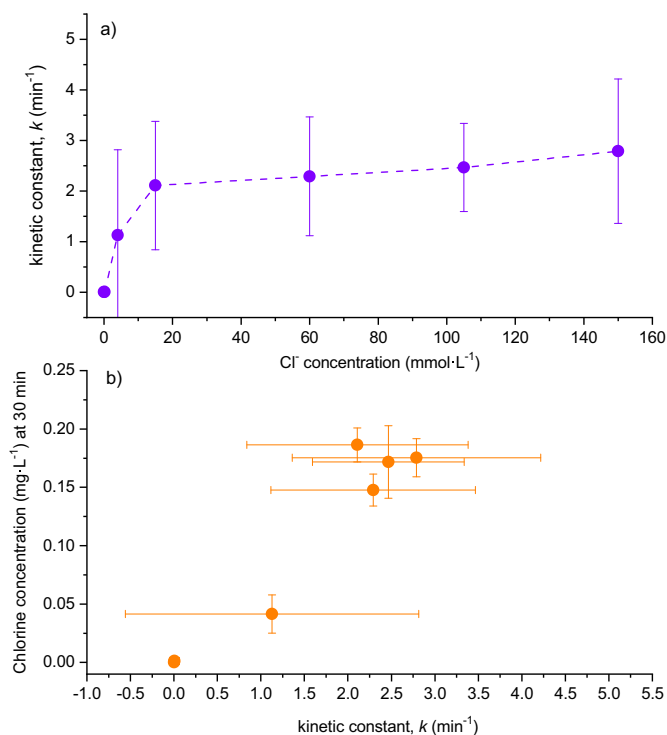 a)
kinetic constant, k (min⁻¹)
5
4
3
2
1
0
0 20 40 60 80 100 120 140 160
Cl⁻ concentration (mmol·L⁻¹)
b)
Chlorine concentration (mg·L⁻¹) at 30 min
0.25
0.20
0.15
0.10
0.05
0.00
-1.0 -0.5 0.0 0.5 1.0 1.5 2.0 2.5 3.0 3.5 4.0 4.5 5.0 5.5
kinetic constant, k (min⁻¹)